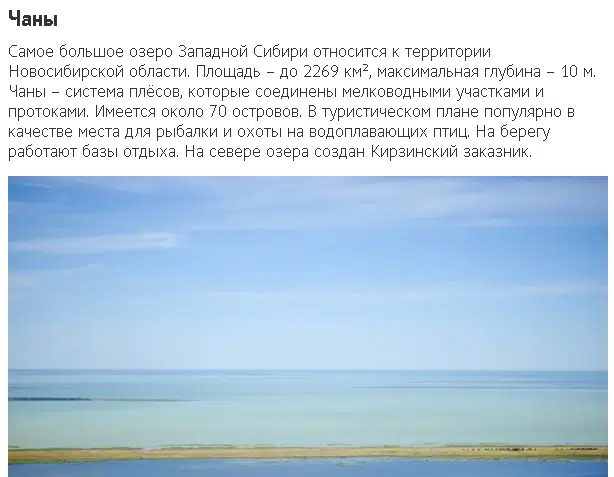 Чаны
Самое большое озеро Западной Сибири относится к территории
Новосибирской области. Площадь – до 2269 км², максимальная глубина – 10 м.
Чаны – система плёсов, которые соединены мелководными участками и
протоками. Имеется около 70 островов. В туристическом плане популярно в
качестве места для рыбалки и охоты на водоплавающих птиц. На берегу
работают базы отдыха. На севере озера создан Кирзинский заказник.